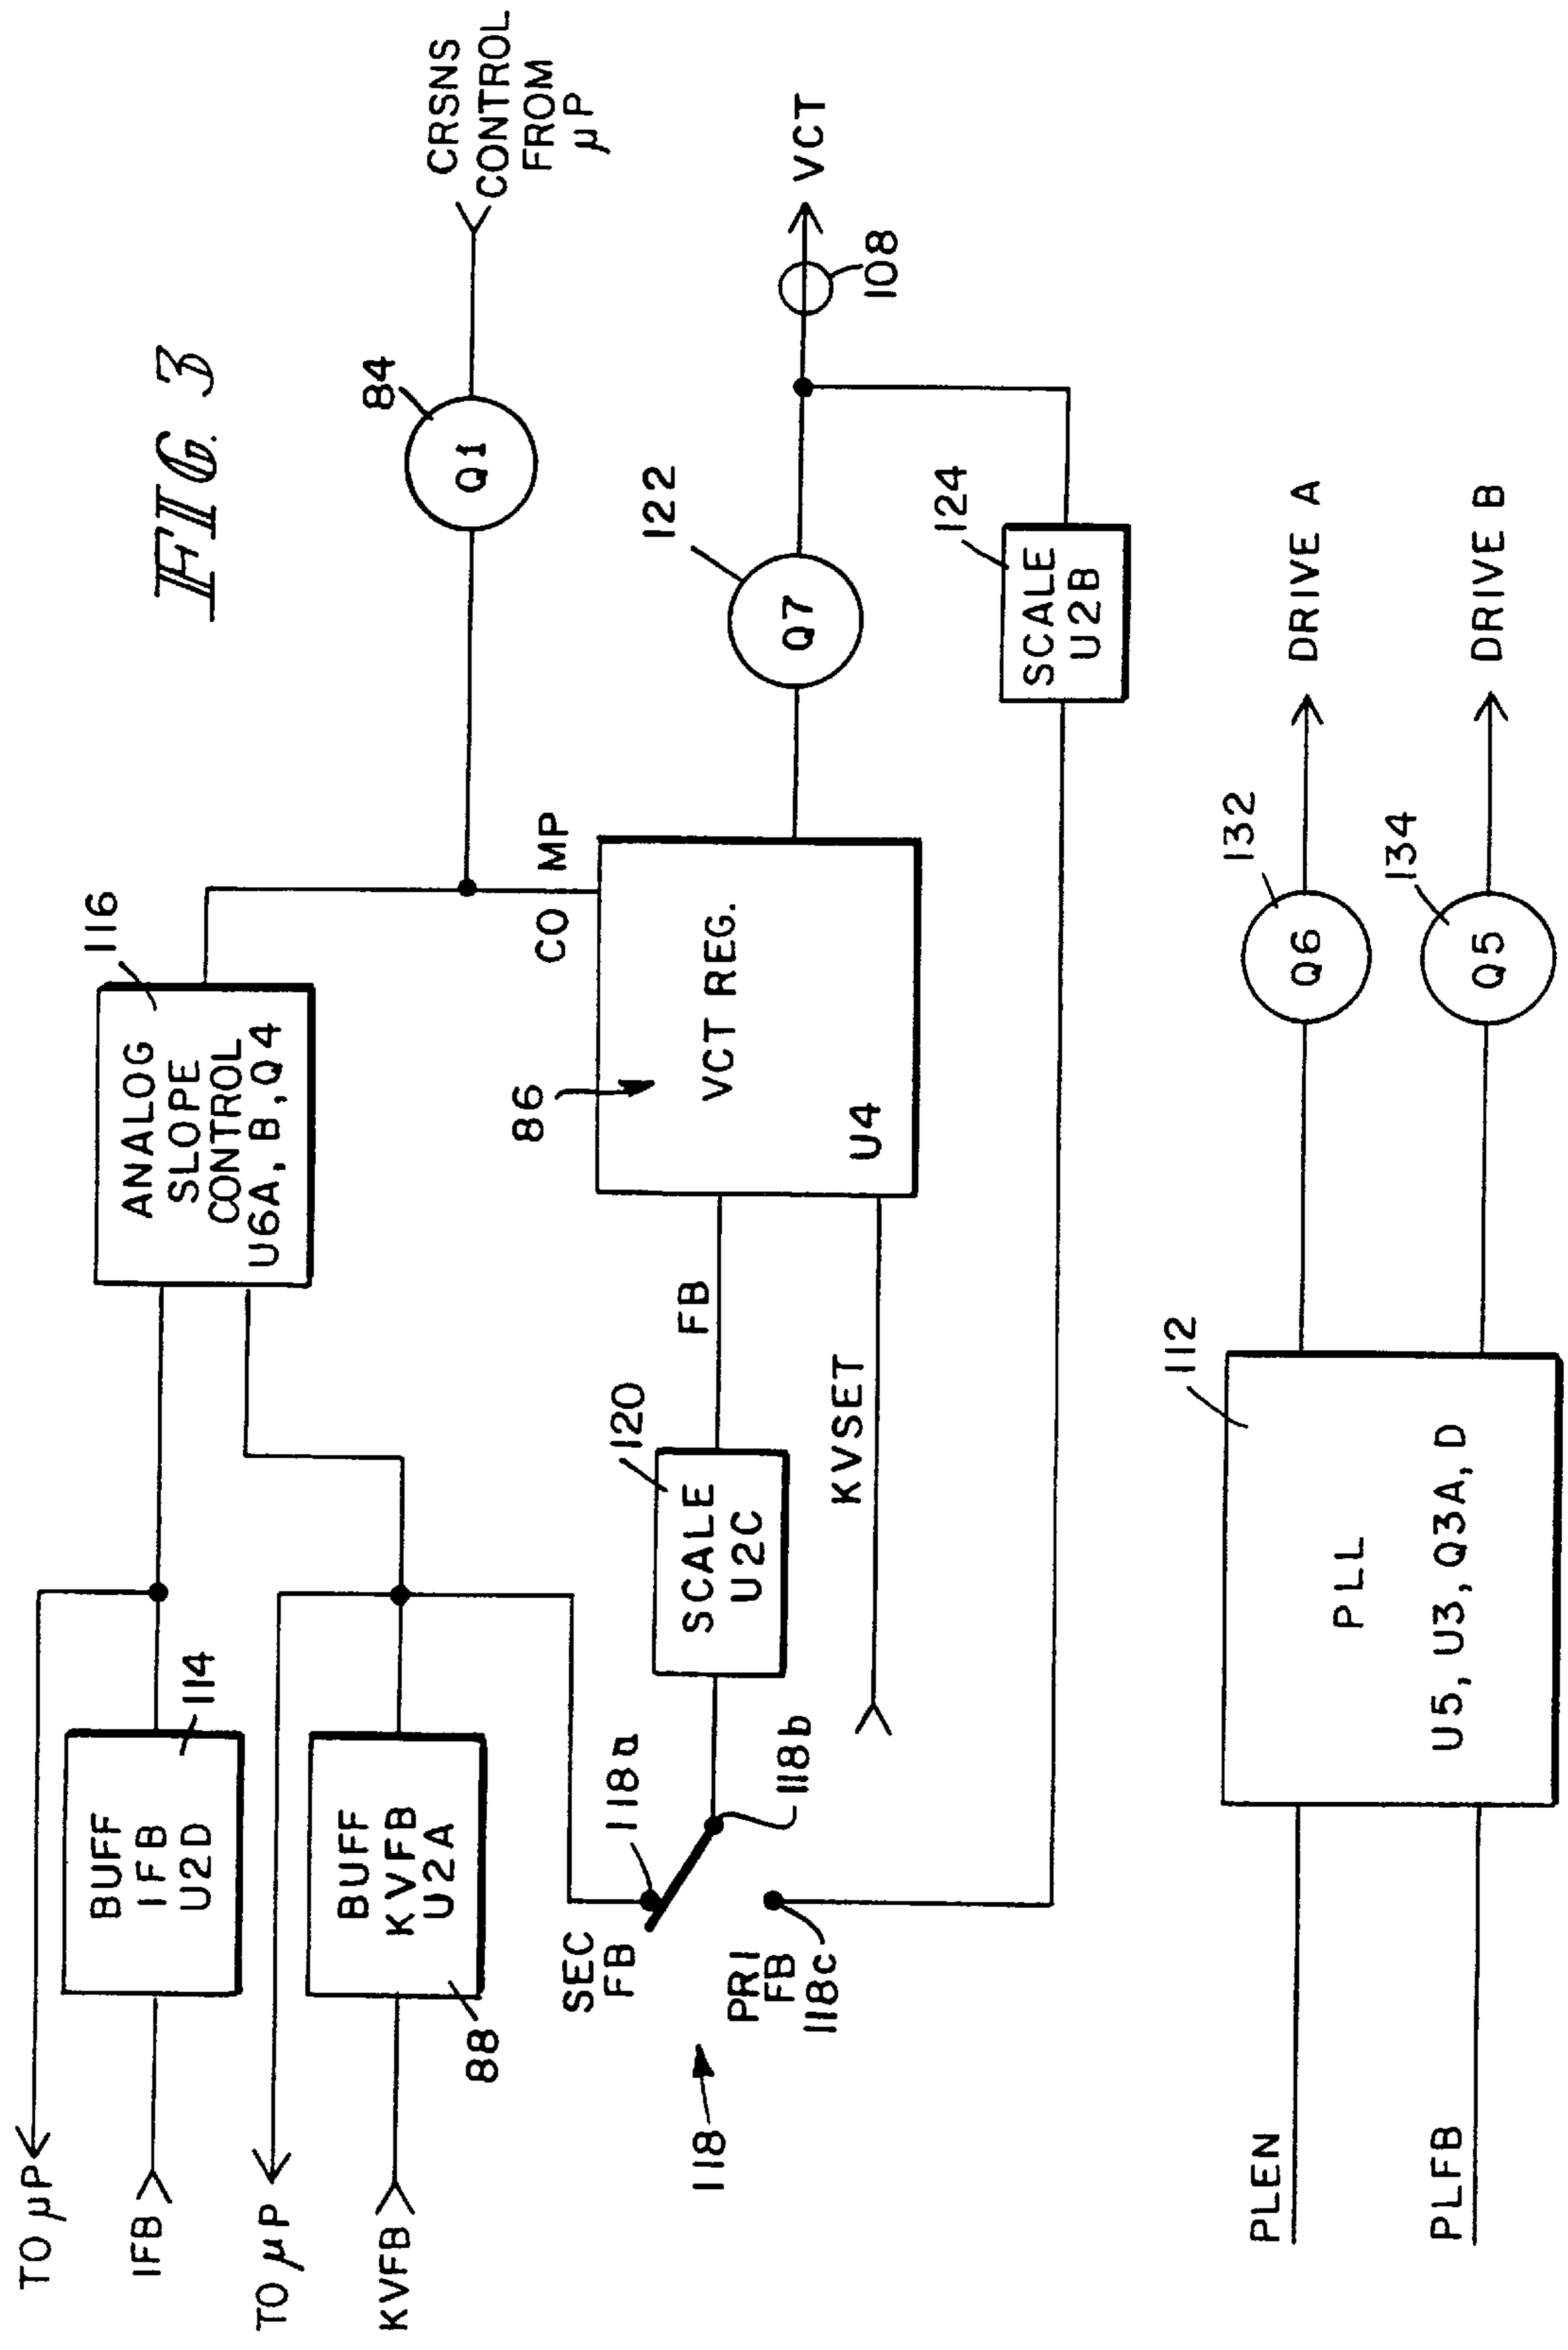 FIG. 3
TO µP
IFB
BUFF
IFB
U2D
114
TO µP
KVFB
BUFF
KVFB
U2A
88
ANALOG
SLOPE
CONTROL
U6A, B, Q4
116
Q1
84
CRSNS
CONTROL
FROM
µP
CO MP
SEC
FB
118a
118b
PRI
FB
118c
118
SCALE
U2C
120
FB
KVSET
86
VCT REG.
U4
Q7
122
108
VCT
SCALE
U2B
124
PLEN
PLFB
PLL
U5, U3, Q3A, D
112
Q6
132
DRIVE A
Q5
134
DRIVE B